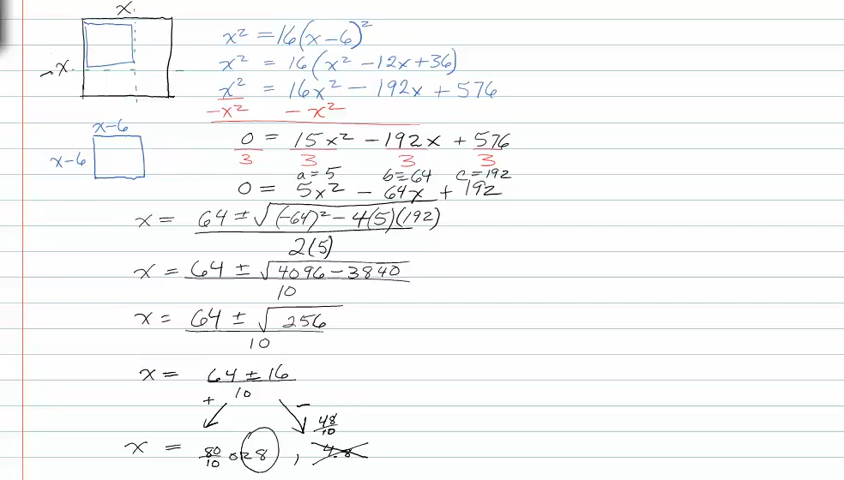 x
x² = 16(x-6)²
x² = 16(x² - 12x + 36)
x
x² = 16x² - 192x + 576
-x² - x²
x-6
0 = 15x² - 192x + 576
3 3 3 3
x-6
a=5 b=64 c=192
0 = 5x² - 64x + 192
x = 64 ± √(-64)² - 4(5)(192)
2(5)
x = 64 ± √4096 - 3840
10
x = 64 ± √256
10
x = 64 ± 16
10
+ -
48/10
x = 80/10 or 8 , 4.8